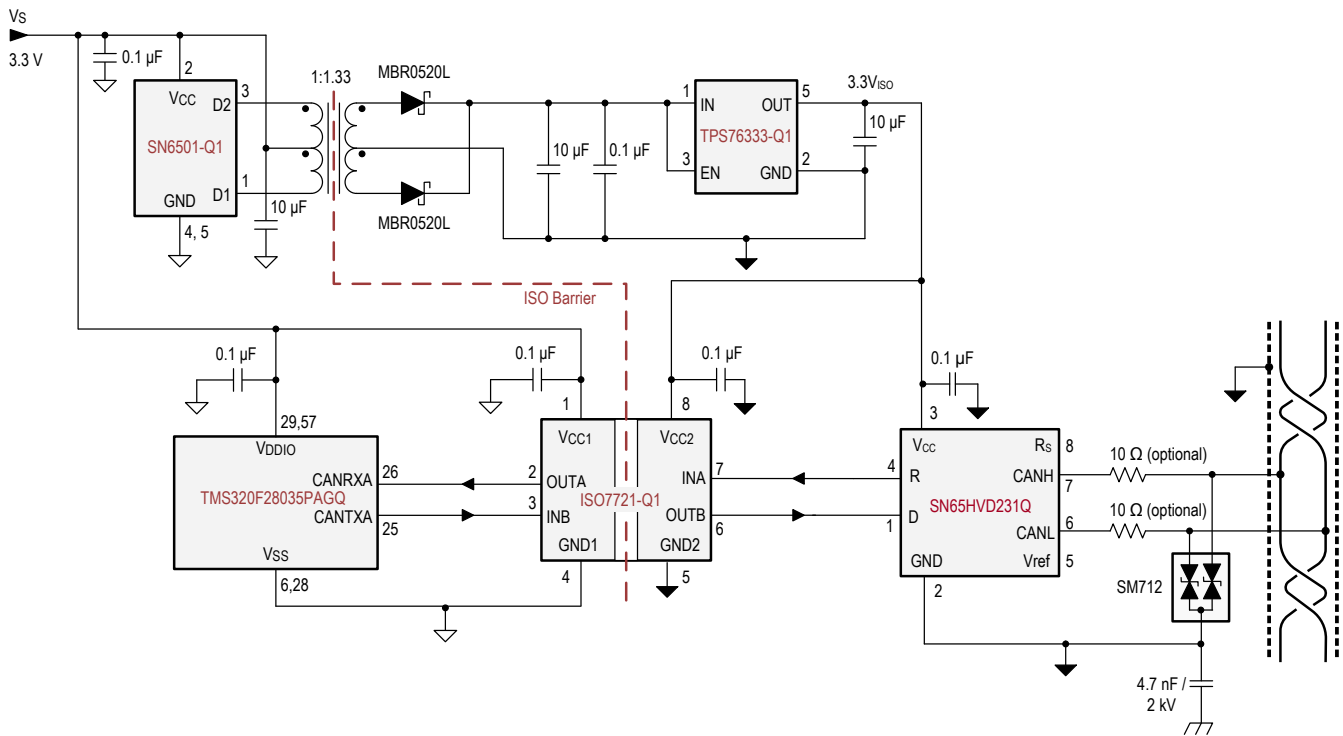 VS
3.3 V
0.1 µF
2
VCC
D2
3
SN6501-Q1
D1
1
GND
4, 5
10 µF
1:1.33
MBR0520L
MBR0520L
10 µF
0.1 µF
1
IN
OUT
5
TPS76333-Q1
3
EN
GND
2
3.3VISO
10 µF
ISO Barrier
0.1 µF
0.1 µF
0.1 µF
0.1 µF
29,57
VDDIO
CANRXA
26
TMS320F28035PAGQ
CANTXA
25
VSS
6,28
1
VCC1
2
OUTA
3
INB
GND1
4
ISO7721-Q1
8
VCC2
INA
7
OUTB
6
GND2
5
3
VCC
RS
8
4
R
CANH
7
SN65HVD231Q
1
D
CANL
6
GND
Vref
5
2
10 Ω (optional)
10 Ω (optional)
SM712
4.7 nF /
2 kV